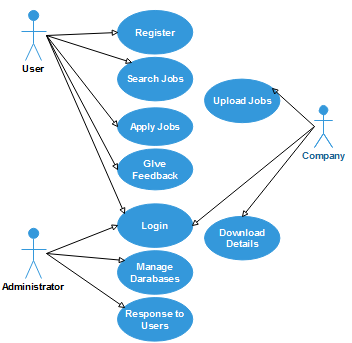 Register
User
Search Jobs
Upload Jobs
Apply Jobs
Company
GIve
Feedback
Login
Download
Details
Administrator
Manage
Darabases
Response to
Users